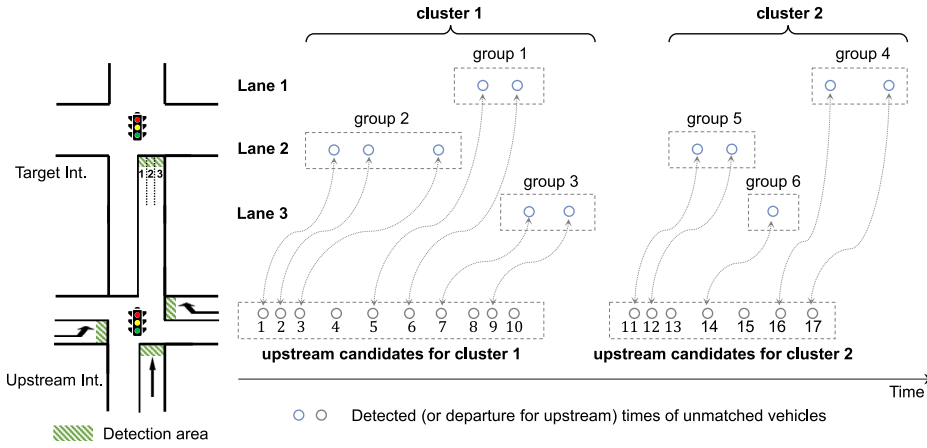 cluster 1
cluster 2
group 1
group 4
Lane 1
group 2
group 5
Lane 2
Target Int.
1 2 3
group 3
group 6
Lane 3
1 2 3 4 5 6 7 8 9 10
11 12 13 14 15 16 17
upstream candidates for cluster 1
upstream candidates for cluster 2
Upstream Int.
Time
Detected (or departure for upstream) times of unmatched vehicles
Detection area